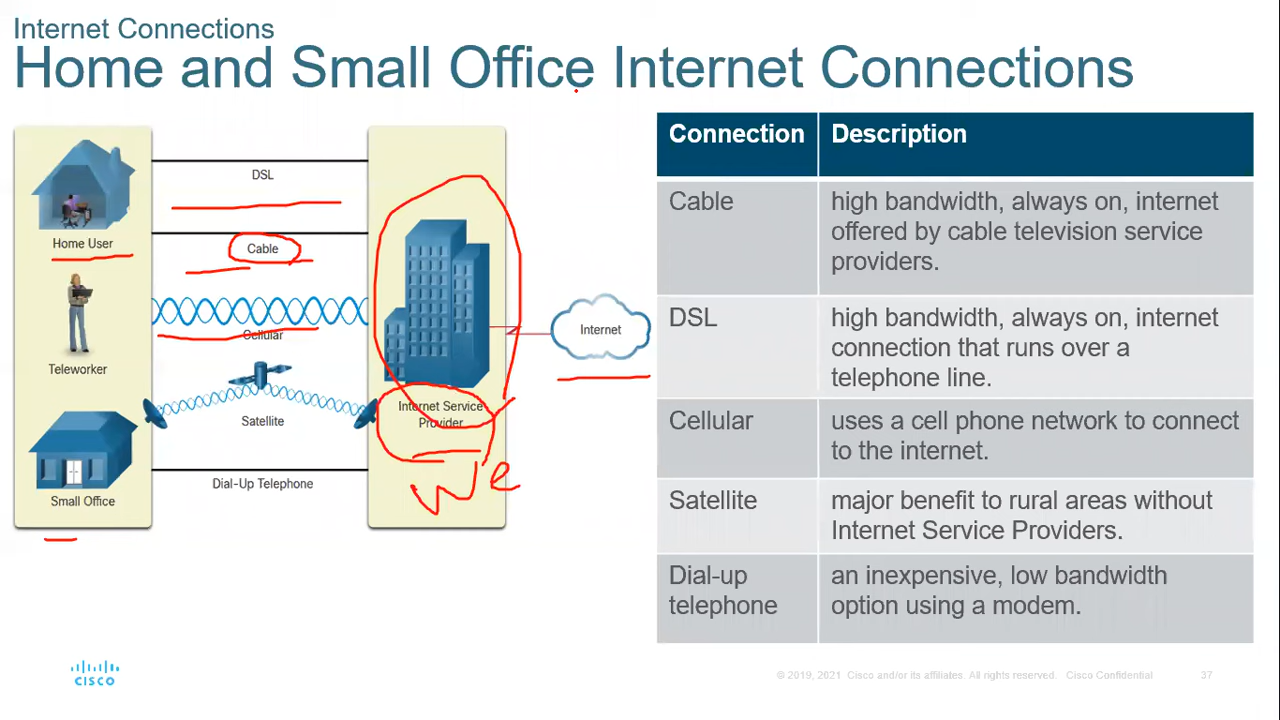 Internet Connections
Home and Small Office Internet Connections
DSL
Home User
Cable
Teleworker
Cellular
Satellite
Small Office
Dial-Up Telephone
Internet Service
Provider
We
Internet
Connection
Description
Cable
high bandwidth, always on, internet
offered by cable television service
providers.
DSL
high bandwidth, always on, internet
connection that runs over a
telephone line.
Cellular
uses a cell phone network to connect
to the internet.
Satellite
major benefit to rural areas without
Internet Service Providers.
Dial-up
telephone
an inexpensive, low bandwidth
option using a modem.
CISCO
© 2019, 2021 Cisco and/or its affiliates. All rights reserved. Cisco Confidential
37